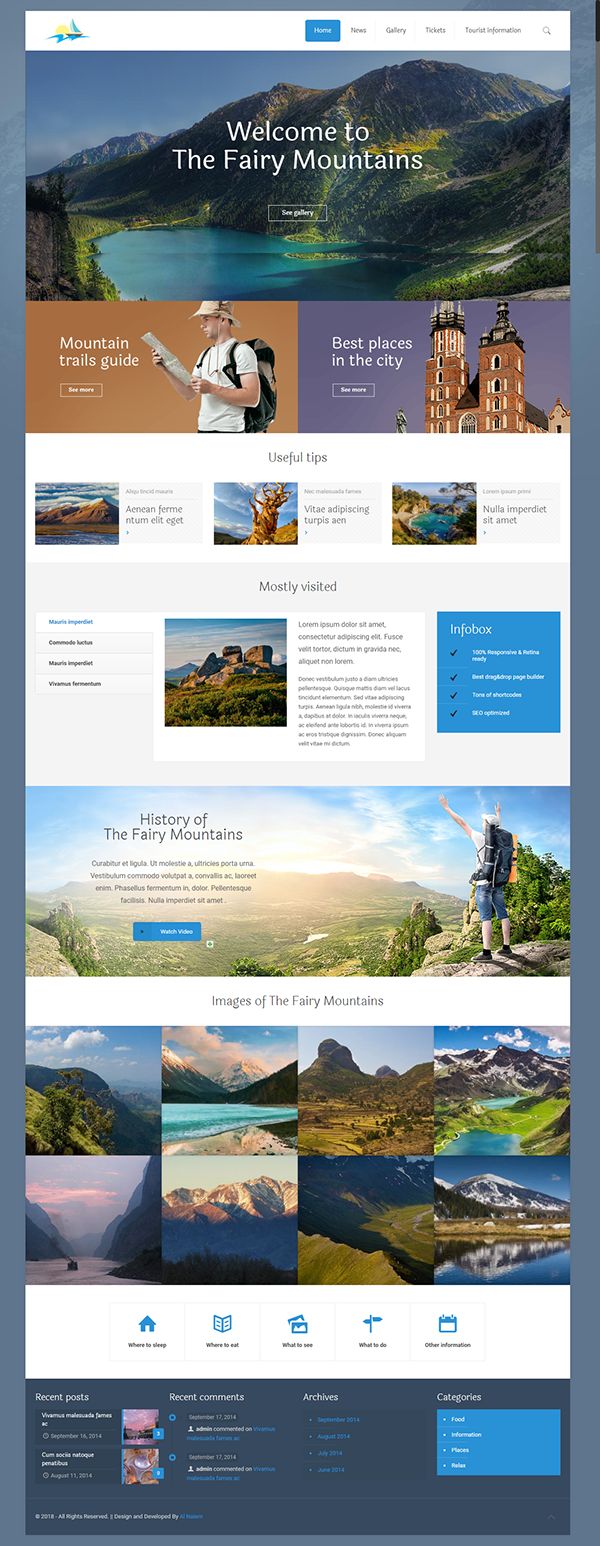 Home
News
Gallery
Tickets
Tourist information
Welcome to
The Fairy Mountains
See gallery
Mountain
trails guide
See more
Best places
in the city
See more
Useful tips
Aliqu tincid mauris
Aenean ferme
ntum elit eget
Nec malesuada fames
Vitae adipiscing
turpis aen
Lorem ipsum primi
Nulla imperdiet
sit amet
Mostly visited
Mauris imperdiet
Commodo luctus
Mauris imperdiet
Vivamus fermentum
Lorem ipsum dolor sit amet,
consectetur adipiscing elit. Fusce
velit tortor, dictum in gravida nec,
aliquet non lorem.
Donec vestibulum justo a diam ultricies
pellentesque. Quisque mattis diam vel lacus
tincidunt elementum. Sed vitae adipiscing
turpis. Aenean ligula nibh, molestie id viverra
a, dapibus at dolor. In iaculis viverra neque,
ac eleifend ante lobortis id. In viverra ipsum
ac eros tristique dignissim. Donec aliquam
velit vitae mi dictum.
Infobox
100% Responsive & Retina
ready
Best drag&drop page builder
Tons of shortcodes
SEO optimized
History of
The Fairy Mountains
Curabitur et ligula. Ut molestie a, ultricies porta urna.
Vestibulum commodo volutpat a, convallis ac, laoreet
enim. Phasellus fermentum in, dolor. Pellentesque
facilisis. Nulla imperdiet sit amet .
Watch Video
Images of The Fairy Mountains
Where to sleep
Where to eat
What to see
What to do
Other information
Recent posts
Vivamus malesuada fames
ac
September 16, 2014
3
Cum sociis natoque
penatibus
August 11, 2014
Recent comments
September 17, 2014
admin commented on Vivamus
malesuada fames ac
September 17, 2014
admin commented on Vivamus
malesuada fames ac
Archives
September 2014
August 2014
July 2014
June 2014
Categories
Food
Information
Places
Relax
© 2018 - All Rights Reserved. || Design and Developed By Al Naiem